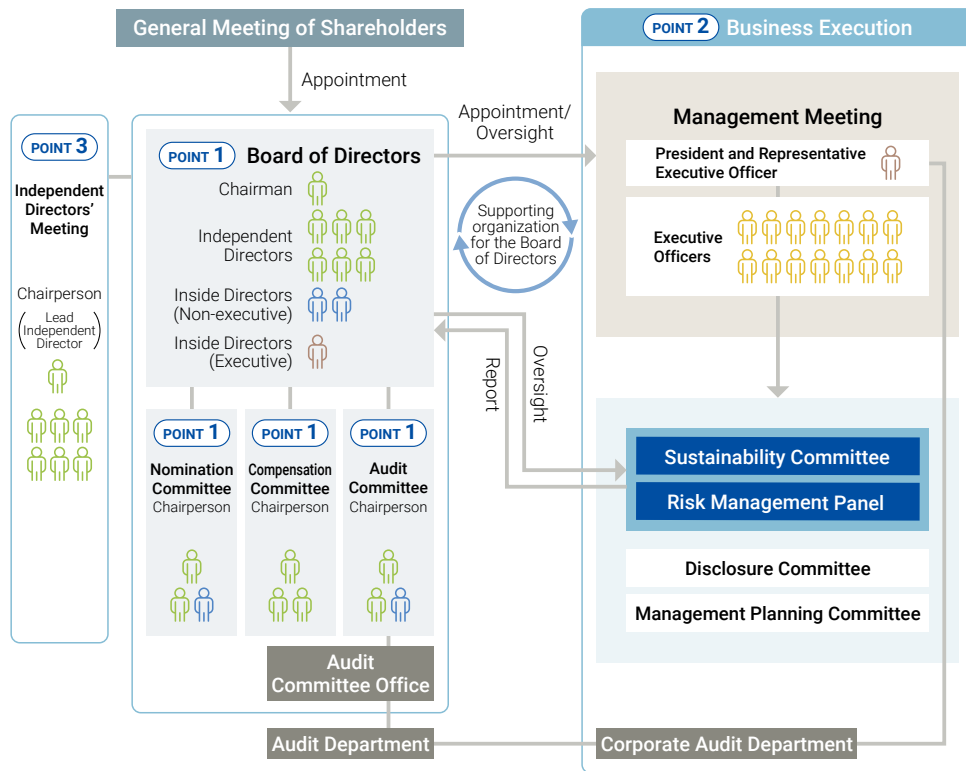 General Meeting of Shareholders
Appointment
POINT 3
Independent
Directors'
Meeting
Chairperson
(Lead
Independent
Director)
POINT 1 Board of Directors
Chairman
Independent
Directors
Inside Directors
(Non-executive)
Inside Directors
(Executive)
POINT 1
Nomination
Committee
Chairperson
POINT 1
Compensation
Committee
Chairperson
POINT 1
Audit
Committee
Chairperson
Audit
Committee Office
Audit Department
Appointment/
Oversight
Supporting
organization
for the Board
of Directors
Oversight
Report
POINT 2 Business Execution
Management Meeting
President and Representative
Executive Officer
Executive
Officers
Sustainability Committee
Risk Management Panel
Disclosure Committee
Management Planning Committee
Corporate Audit Department